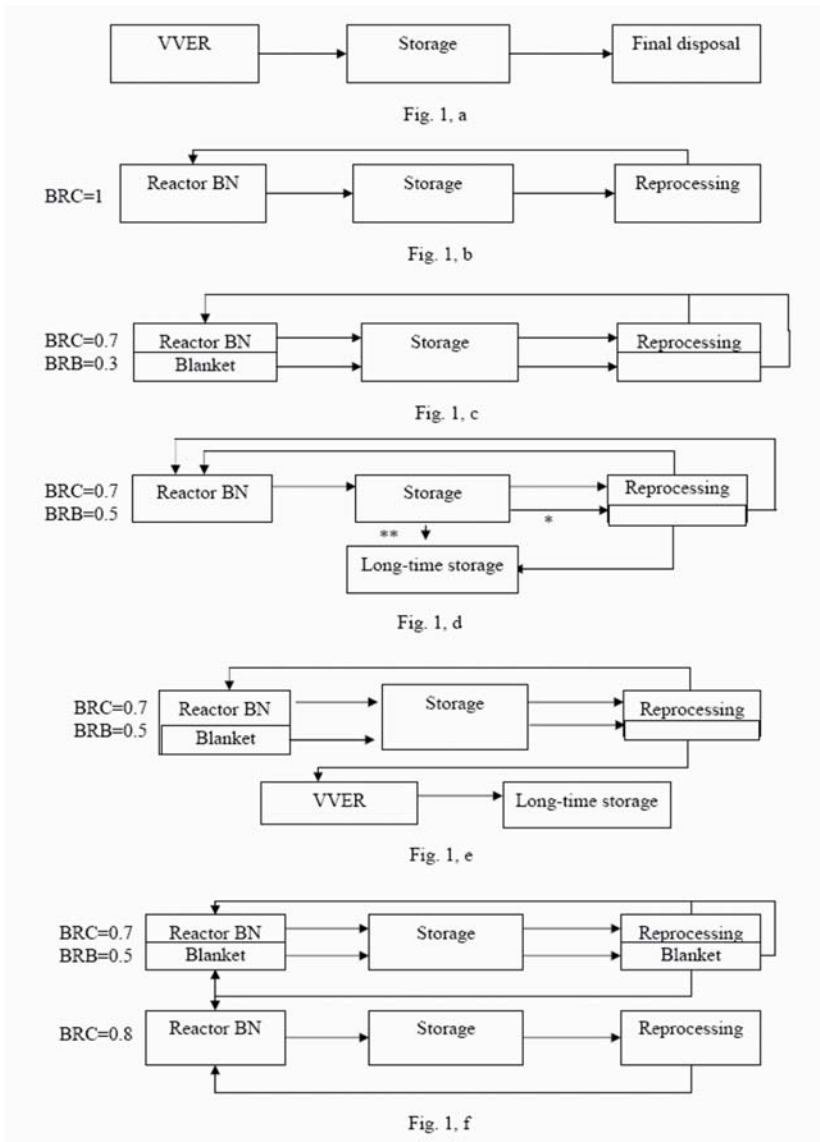 VVER
Storage
Final disposal
Fig. 1, a
BRC=1
Reactor BN
Storage
Reprocessing
Fig. 1, b
BRC=0.7
BRB=0.3
Reactor BN
Blanket
Storage
Reprocessing
Fig. 1, c
BRC=0.7
BRB=0.5
Reactor BN
Storage
Reprocessing
*
**
Long-time storage
Fig. 1, d
BRC=0.7
BRB=0.5
Reactor BN
Blanket
Storage
Reprocessing
VVER
Long-time storage
Fig. 1, e
BRC=0.7
BRB=0.5
Reactor BN
Blanket
Storage
Reprocessing
Blanket
BRC=0.8
Reactor BN
Storage
Reprocessing
Fig. 1, f